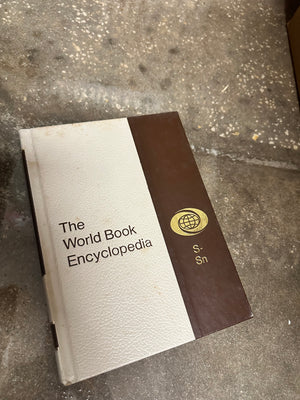 The
World Book
Encyclopedia
S-
Sn